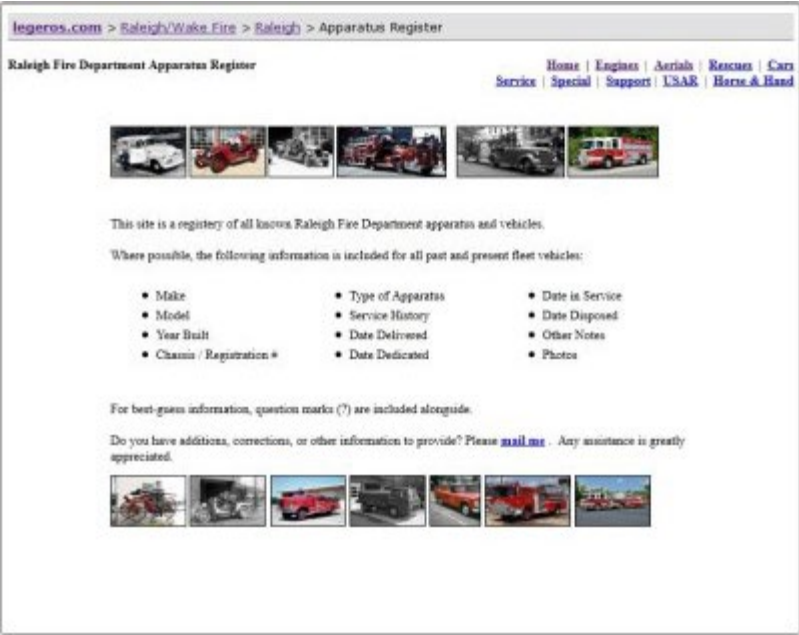 legeros.com > Raleigh/Wake Fire > Raleigh > Apparatus Register
Raleigh Fire Department Apparatus Register
Home | Engines | Aerials | Rescues | Cars
Service | Special | Support | USAR | Horse & Hand
This site is a registery of all known Raleigh Fire Department apparatus and vehicles.
Where possible, the following information is included for all past and present fleet vehicles:
• Make
• Model
• Year Built
• Chassis / Registration #
• Type of Apparatus
• Service History
• Date Delivered
• Date Dedicated
• Date in Service
• Date Disposed
• Other Notes
• Photos
For best-guess information, question marks (?) are included alongside.
Do you have additions, corrections, or other information to provide? Please mail me . Any assistance is greatly
appreciated.